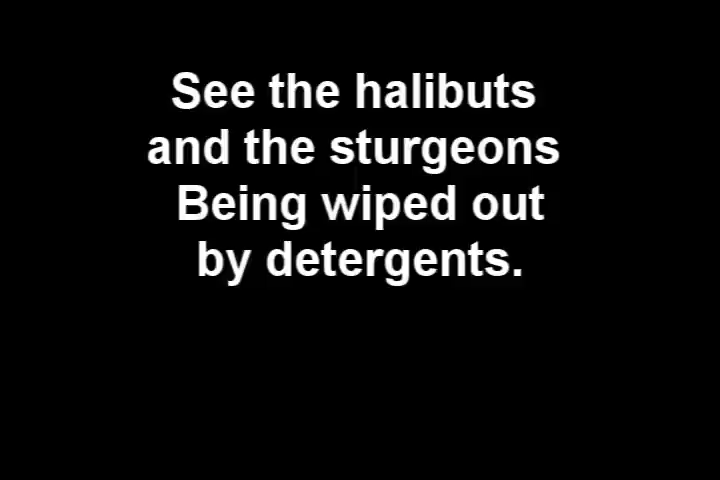 See the halibuts
and the sturgeons
Being wiped out
by detergents.